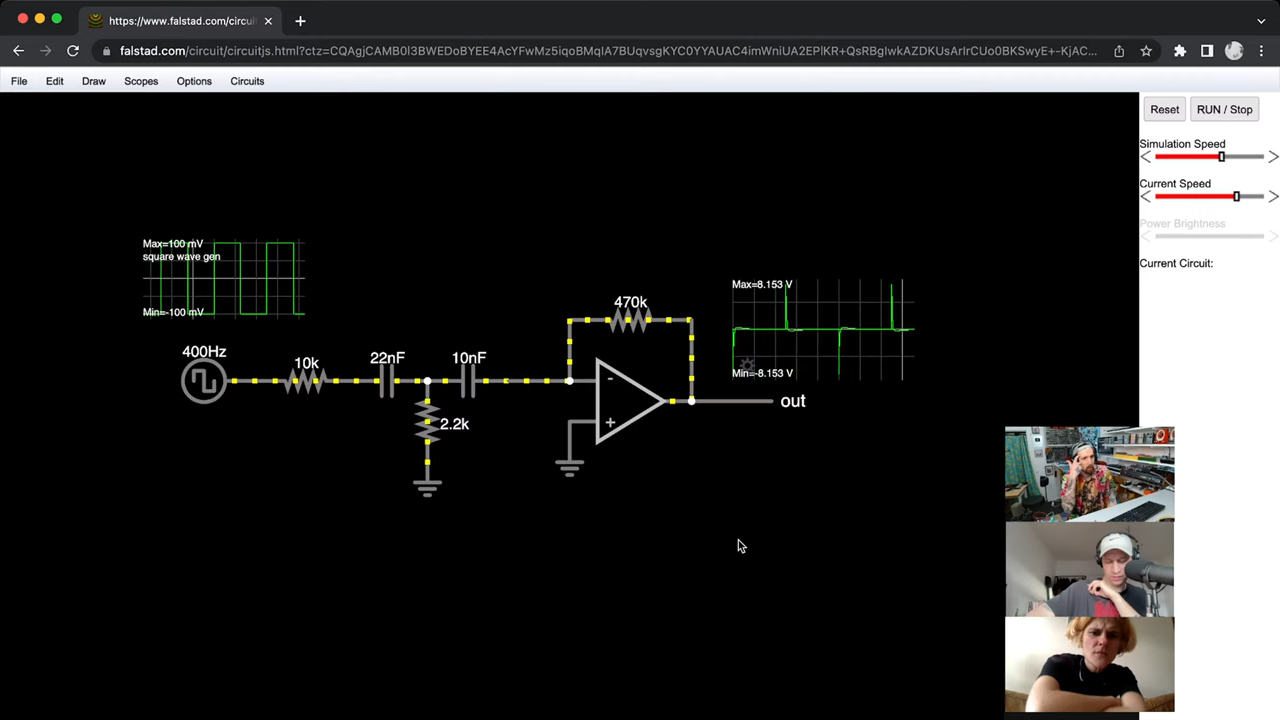 https://www.falstad.com/circui
falstad.com/circuit/circuitjs.html?ctz=CQAgjCAMB0l3BWEDoBYEE4AcYFwMz5iqoBMqIA7BUqvsgKYC0YYAUAC4imWniUA2EPlKR+QsRBgIwkAZDKUsArIrCUo0BKSwyE+-KjAC...
File
Edit
Draw
Scopes
Options
Circuits
Reset
RUN / Stop
Simulation Speed
Current Speed
Power Brightness
Current Circuit:
Max=100 mV
square wave gen
Min=-100 mV
400Hz
10k
22nF
10nF
2.2k
470k
-
+
Max=8.153 V
Min=-8.153 V
out